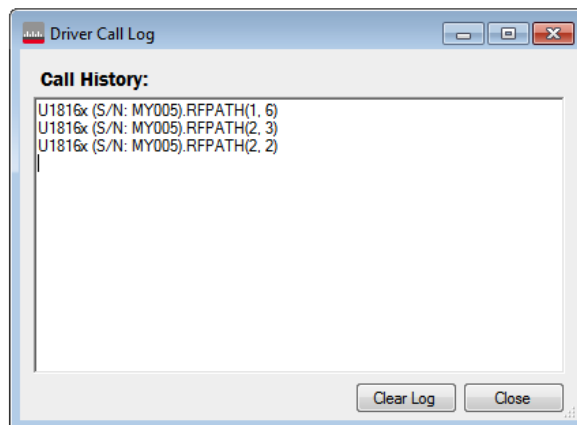 Driver Call Log
Call History:
U1816x (S/N: MY005).RFPATH(1, 6)
U1816x (S/N: MY005).RFPATH(2, 3)
U1816x (S/N: MY005).RFPATH(2, 2)
Clear Log
Close